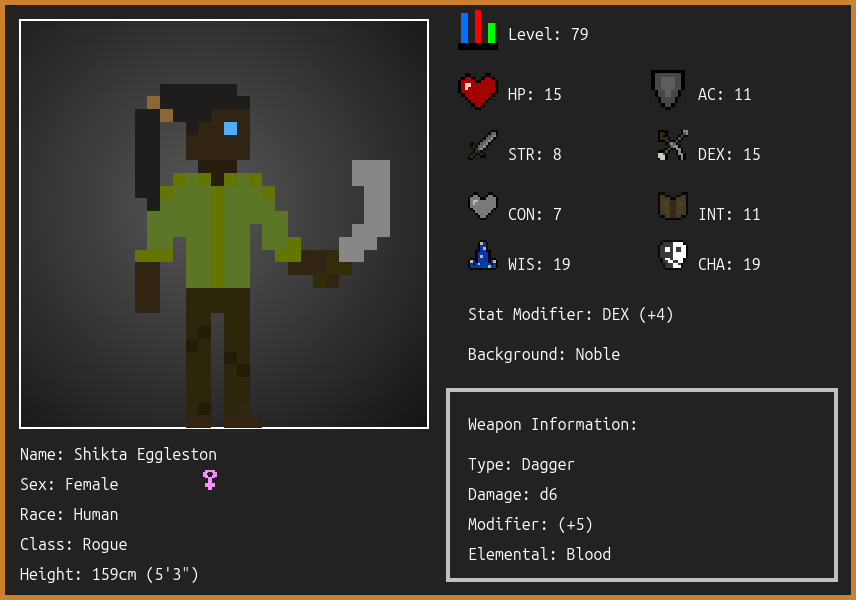 Level: 79
HP: 15
AC: 11
STR: 8
DEX: 15
CON: 7
INT: 11
WIS: 19
CHA: 19
Stat Modifier: DEX (+4)
Background: Noble
Weapon Information:
Type: Dagger
Damage: d6
Modifier: (+5)
Elemental: Blood
Name: Shikta Eggleston
Sex: Female
Race: Human
Class: Rogue
Height: 159cm (5'3")